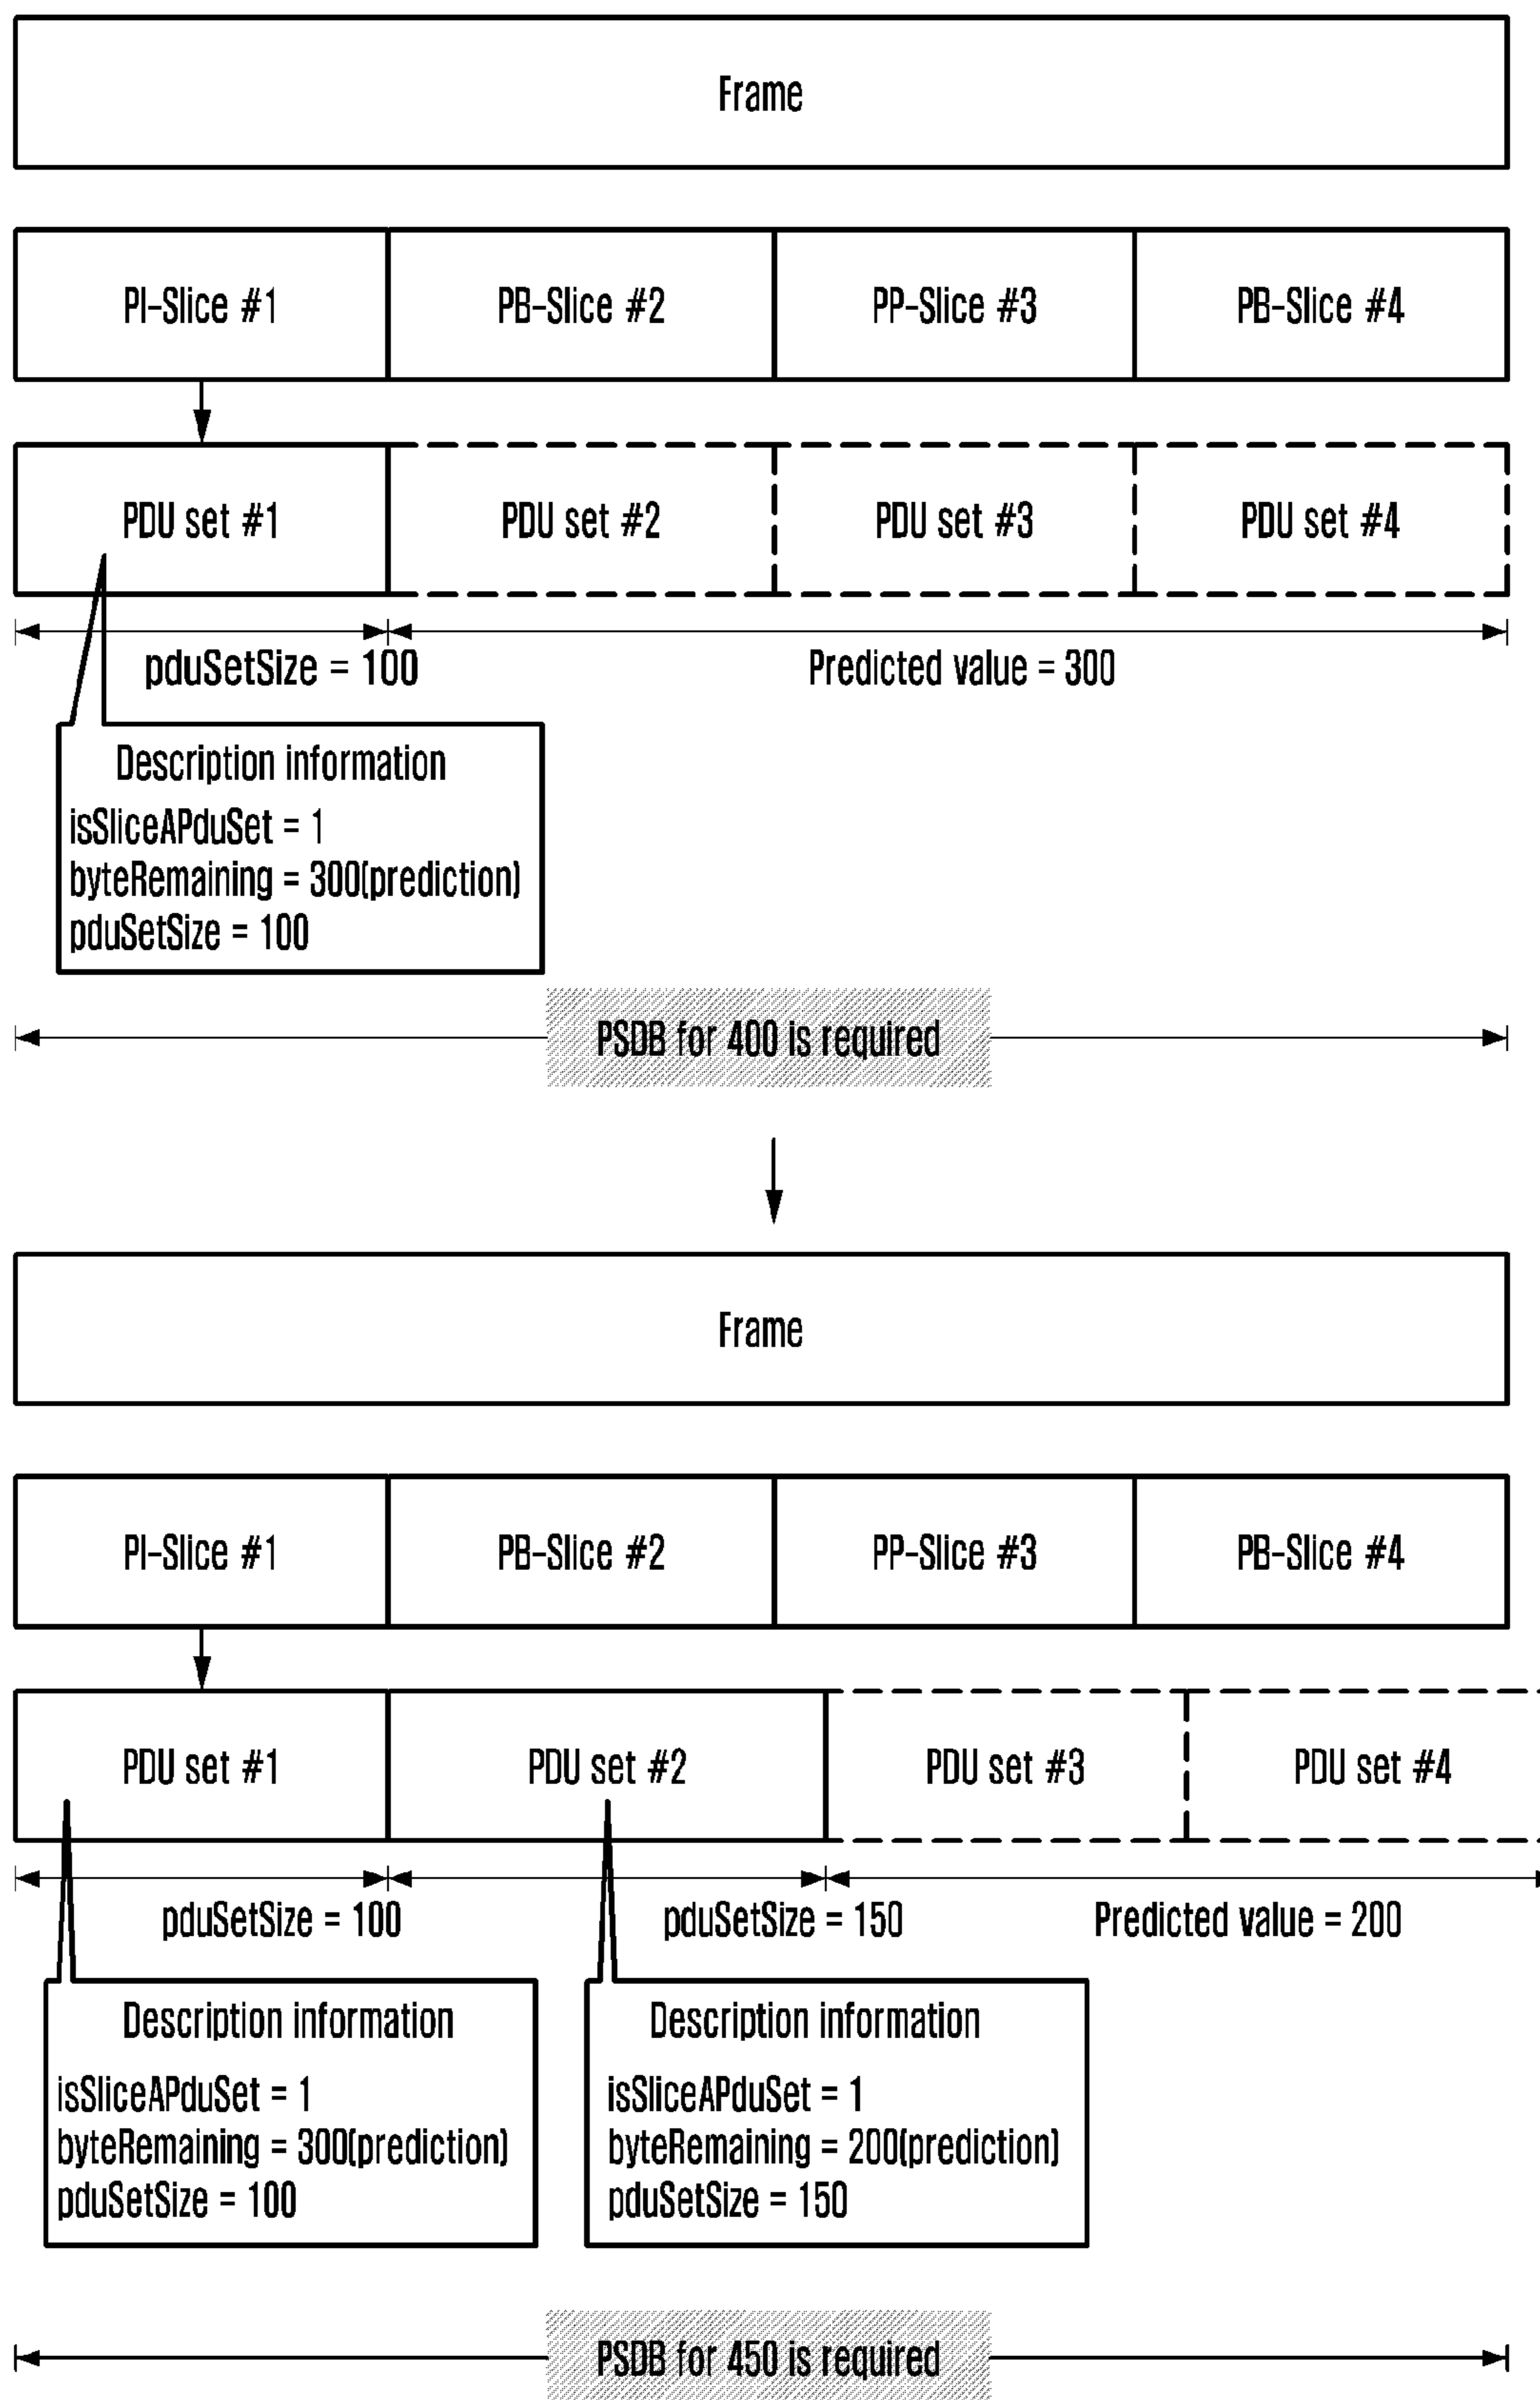 Frame
PI-Slice #1
PB-Slice #2
PP-Slice #3
PB-Slice #4
PDU set #1
PDU set #2
PDU set #3
PDU set #4
pduSetSize = 100
Predicted value = 300
Description information
isSliceAPduSet = 1
byteRemaining = 300(prediction)
pduSetSize = 100
PSDB for 400 is required
Frame
PI-Slice #1
PB-Slice #2
PP-Slice #3
PB-Slice #4
PDU set #1
PDU set #2
PDU set #3
PDU set #4
pduSetSize = 100
pduSetSize = 150
Predicted value = 200
Description information
isSliceAPduSet = 1
byteRemaining = 300(prediction)
pduSetSize = 100
Description information
isSliceAPduSet = 1
byteRemaining = 200(prediction)
pduSetSize = 150
PSDB for 450 is required